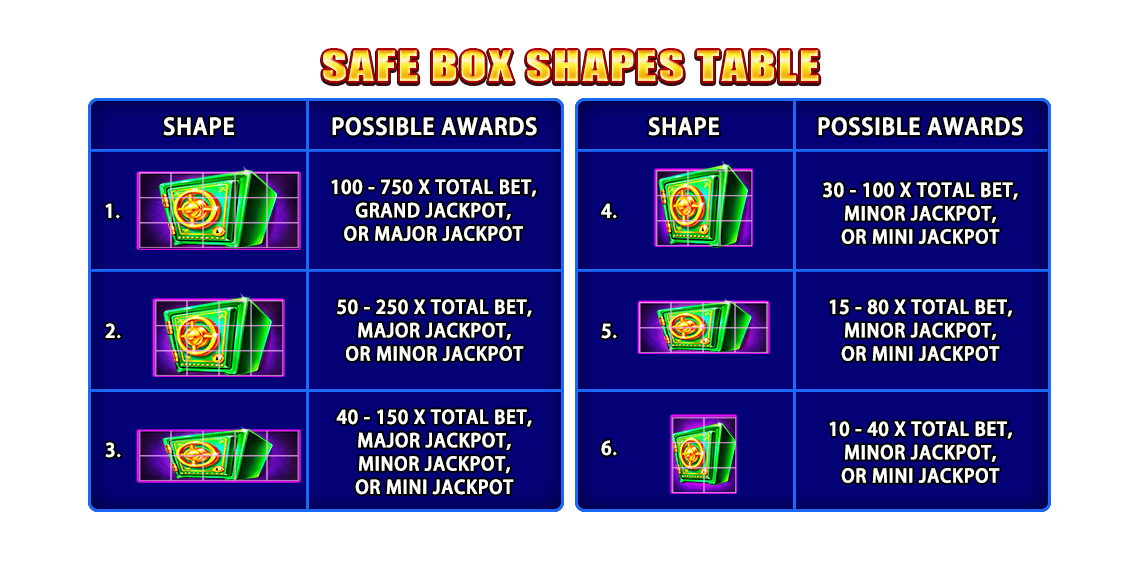 SAFE BOX SHAPES TABLE
SHAPE
POSSIBLE AWARDS
1.
100 - 750 X TOTAL BET,
GRAND JACKPOT,
OR MAJOR JACKPOT
2.
50 - 250 X TOTAL BET,
MAJOR JACKPOT,
OR MINOR JACKPOT
3.
40 - 150 X TOTAL BET,
MAJOR JACKPOT,
MINOR JACKPOT,
OR MINI JACKPOT
SHAPE
POSSIBLE AWARDS
4.
30 - 100 X TOTAL BET,
MINOR JACKPOT,
OR MINI JACKPOT
5.
15 - 80 X TOTAL BET,
MINOR JACKPOT,
OR MINI JACKPOT
6.
10 - 40 X TOTAL BET,
MINOR JACKPOT,
OR MINI JACKPOT